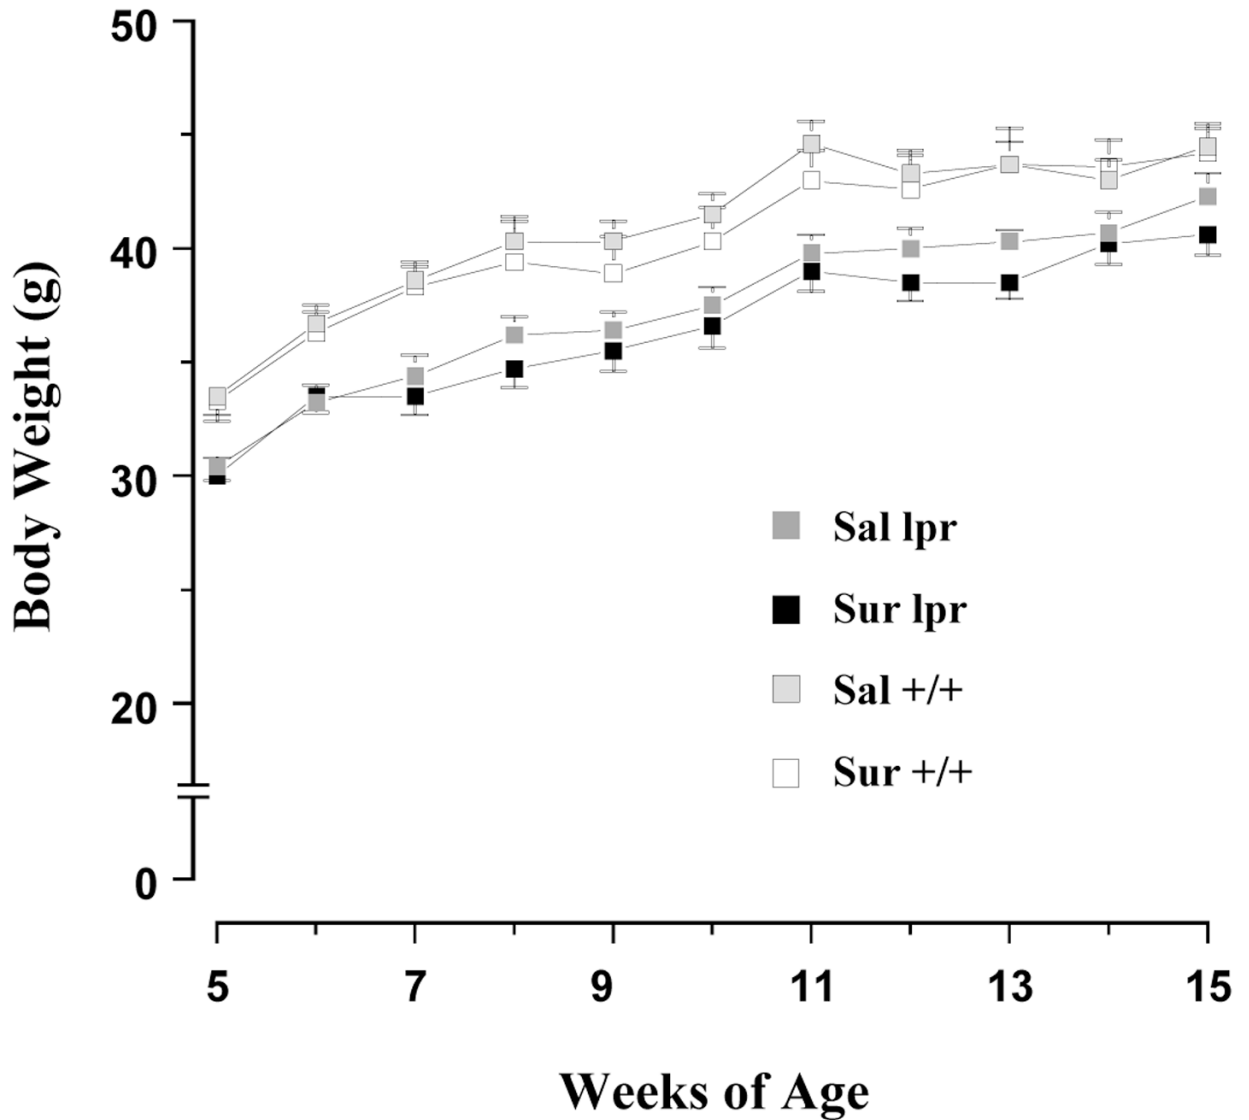 50
40
30
20
0
Body Weight (g)
Sal lpr
Sur lpr
Sal +/+
Sur +/+
5 7 9 11 13 15
Weeks of Age